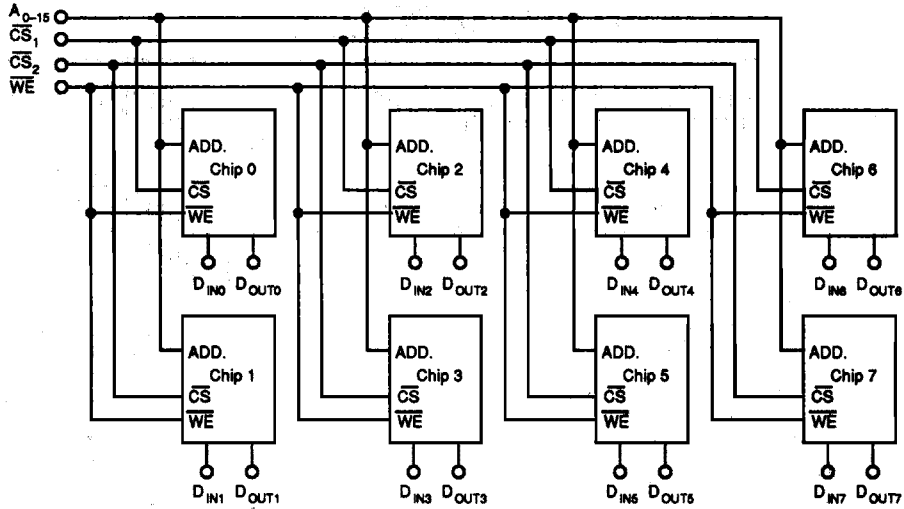 A0–15
CS1
CS2
WE
ADD.
Chip 0
CS
WE
DIN0 DOUT0
ADD.
Chip 2
CS
WE
DIN2 DOUT2
ADD.
Chip 4
CS
WE
DIN4 DOUT4
ADD.
Chip 6
CS
WE
DIN6 DOUT6
ADD.
Chip 1
CS
WE
DIN1 DOUT1
ADD.
Chip 3
CS
WE
DIN3 DOUT3
ADD.
Chip 5
CS
WE
DIN5 DOUT5
ADD.
Chip 7
CS
WE
DIN7 DOUT7